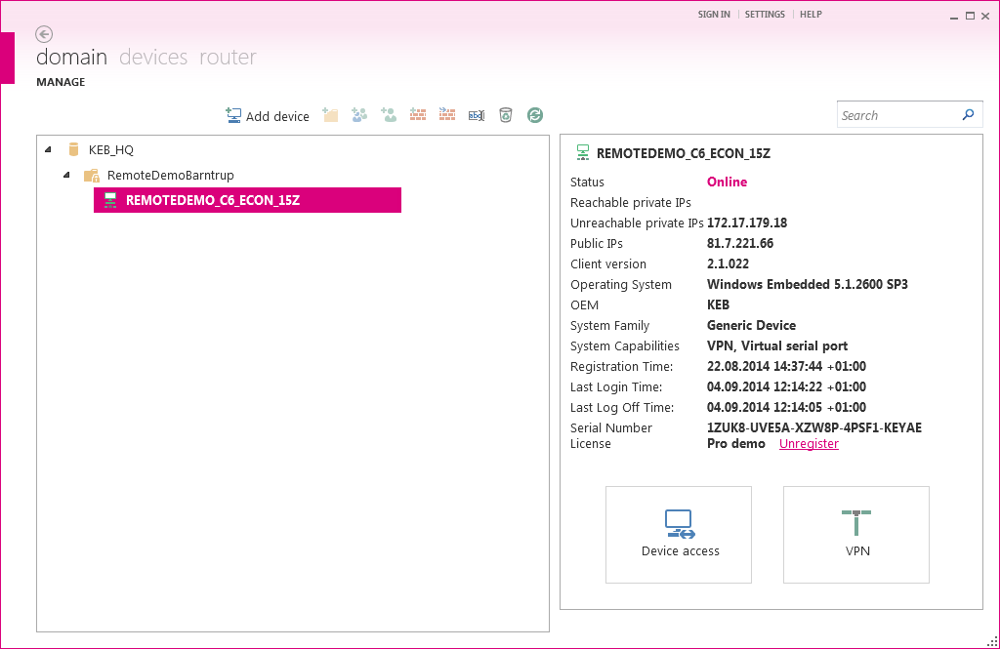 SIGN IN SETTINGS HELP
domain devices router
MANAGE
Add device
Search
KEB_HQ
RemoteDemoBarntrup
REMOTEDEMO_C6_ECON_15Z
REMOTEDEMO_C6_ECON_15Z
Status Online
Reachable private IPs
Unreachable private IPs 172.17.179.18
Public IPs 81.7.221.66
Client version 2.1.022
Operating System Windows Embedded 5.1.2600 SP3
OEM KEB
System Family Generic Device
System Capabilities VPN, Virtual serial port
Registration Time: 22.08.2014 14:37:44 +01:00
Last Login Time: 04.09.2014 12:14:22 +01:00
Last Log Off Time: 04.09.2014 12:14:05 +01:00
Serial Number 1ZUK8-UVE5A-XZW8P-4PSF1-KEYAE
License Pro demo Unregister
Device access VPN